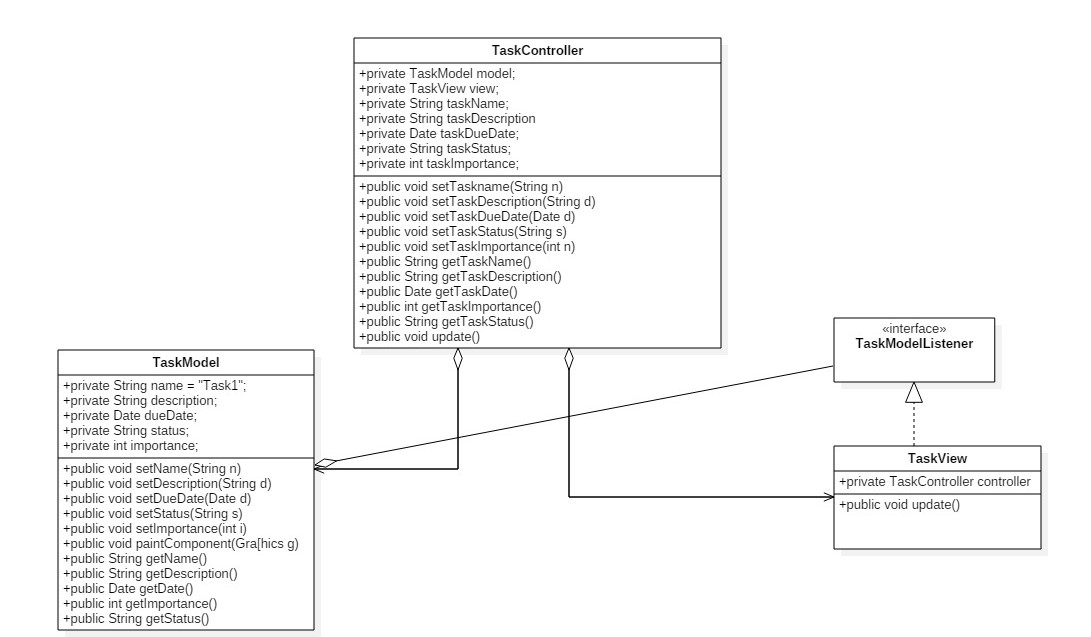 TaskController
+private TaskModel model;
+private TaskView view;
+private String taskName;
+private String taskDescription
+private Date taskDueDate;
+private String taskStatus;
+private int taskImportance;
+public void setTaskname(String n)
+public void setTaskDescription(String d)
+public void setTaskDueDate(Date d)
+public void setTaskStatus(String s)
+public void setTaskImportance(int n)
+public String getTaskName()
+public String getTaskDescription()
+public Date getTaskDate()
+public int getTaskImportance()
+public String getTaskStatus()
+public void update()
«interface»
TaskModelListener
TaskModel
+private String name = "Task1";
+private String description;
+private Date dueDate;
+private String status;
+private int importance;
+public void setName(String n)
+public void setDescription(String d)
+public void setDueDate(Date d)
+public void setStatus(String s)
+public void setImportance(int i)
+public void paintComponent(Gra[hics g)
+public String getName()
+public String getDescription()
+public Date getDate()
+public int getImportance()
+public String getStatus()
TaskView
+private TaskController controller
+public void update()